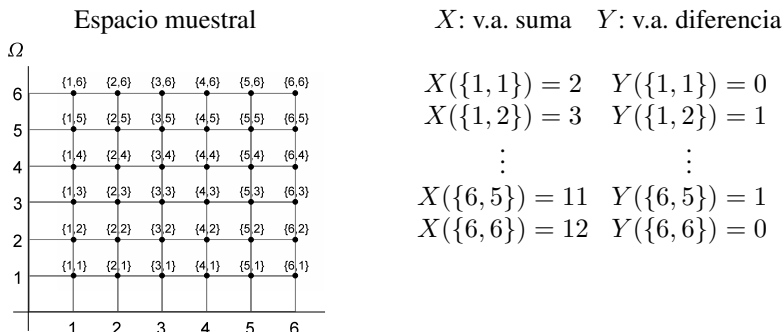 Espacio muestral
X: v.a. suma Y: v.a. diferencia
Ω
6 {1,6} {2,6} {3,6} {4,6} {5,6} {6,6}
5 {1,5} {2,5} {3,5} {4,5} {5,5} {6,5}
4 {1,4} {2,4} {3,4} {4,4} {5,4} {6,4}
3 {1,3} {2,3} {3,3} {4,3} {5,3} {6,3}
2 {1,2} {2,2} {3,2} {4,2} {5,2} {6,2}
1 {1,1} {2,1} {3,1} {4,1} {5,1} {6,1}
1 2 3 4 5 6
X({1, 1}) = 2 Y({1, 1}) = 0
X({1, 2}) = 3 Y({1, 2}) = 1
⋮ ⋮
X({6, 5}) = 11 Y({6, 5}) = 1
X({6, 6}) = 12 Y({6, 6}) = 0